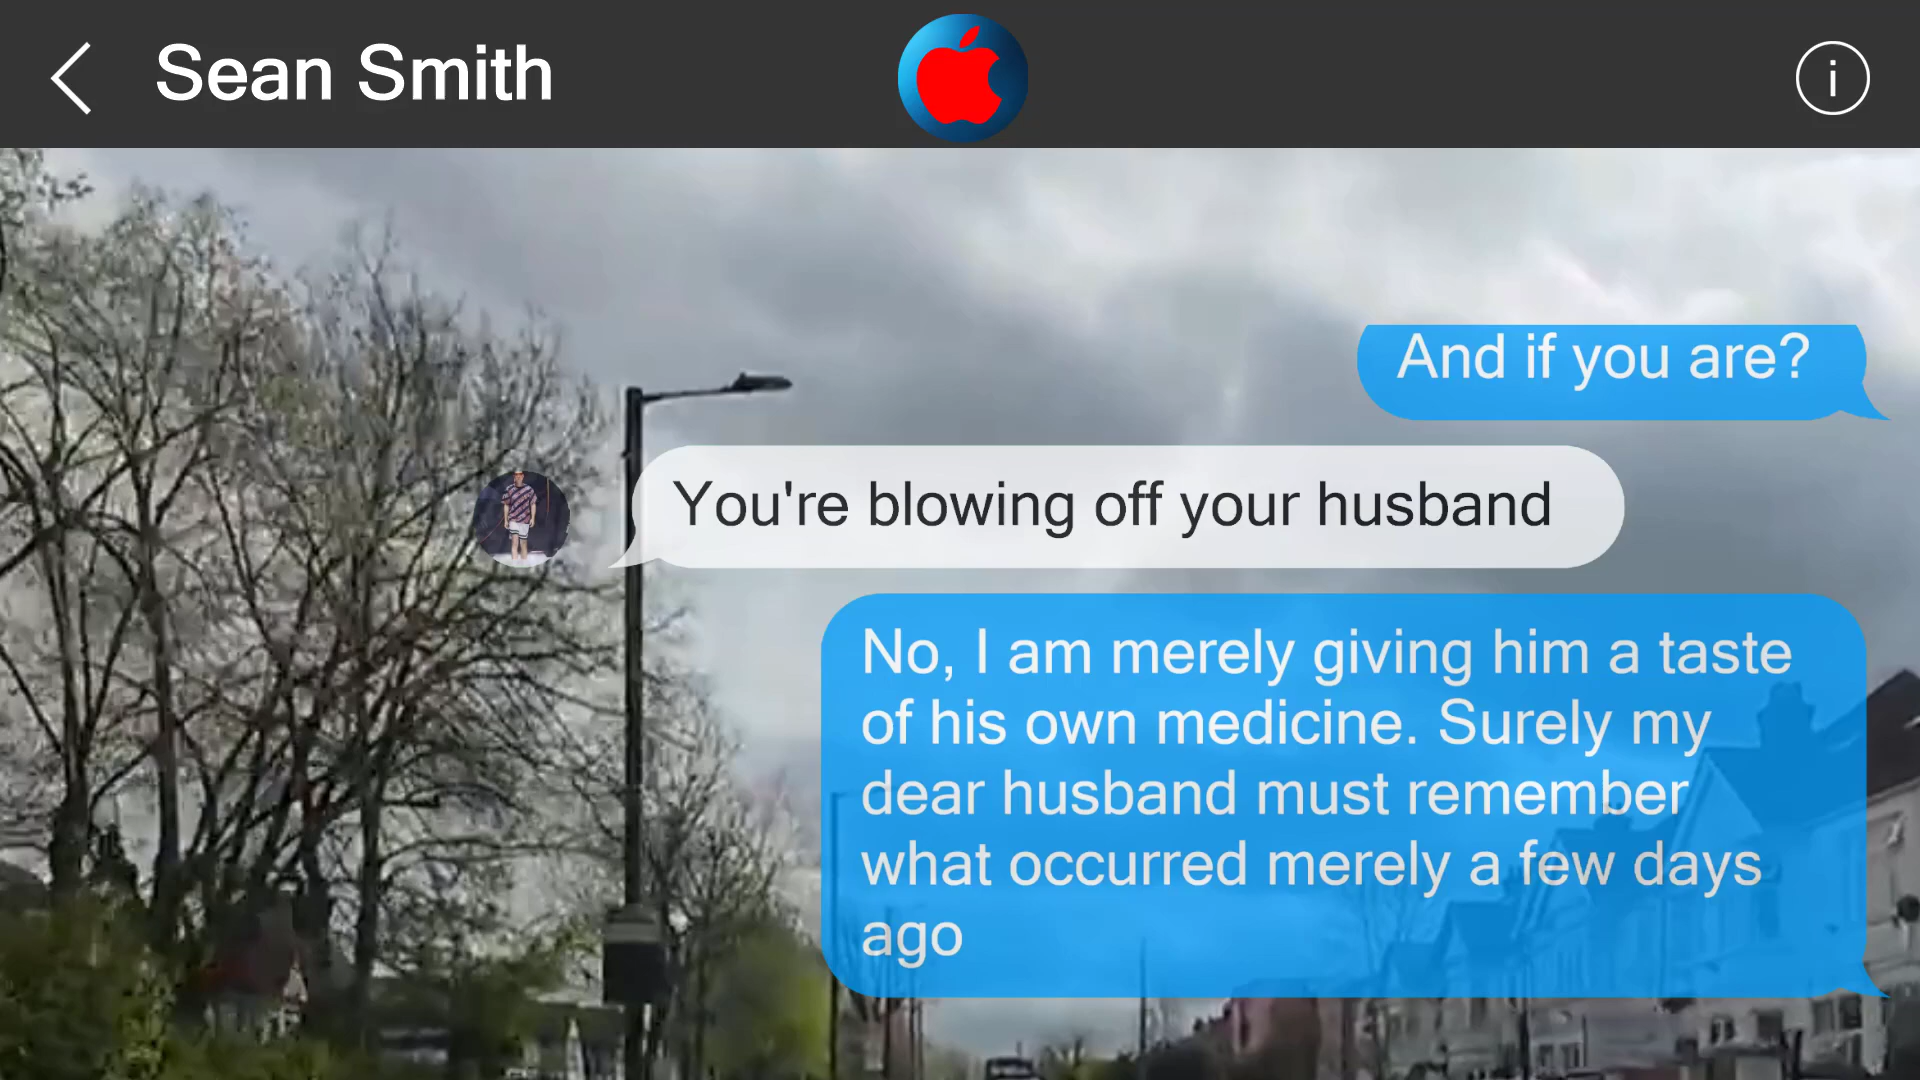 Sean Smith
i
And if you are?
You're blowing off your husband
No, I am merely giving him a taste
of his own medicine. Surely my
dear husband must remember
what occurred merely a few days
ago